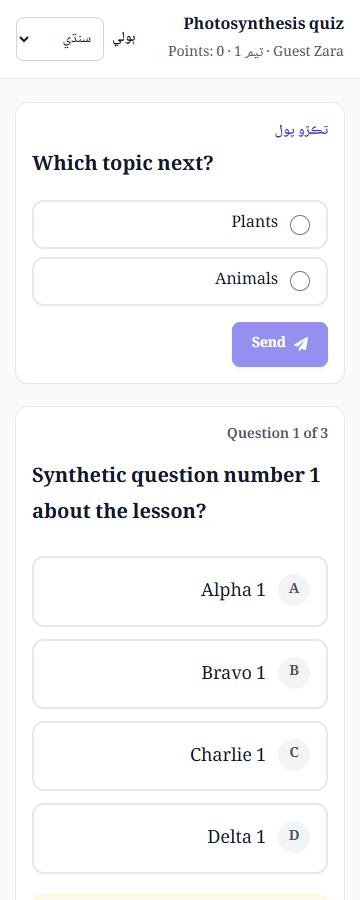 Photosynthesis quiz
Points: 0 · ٽيم 1 · Guest Zara
ٻولي
سنڌي
تڪڙو پول
Which topic next?
Plants
Animals
Send
Question 1 of 3
Synthetic question number 1
about the lesson?
A Alpha 1
B Bravo 1
C Charlie 1
D Delta 1